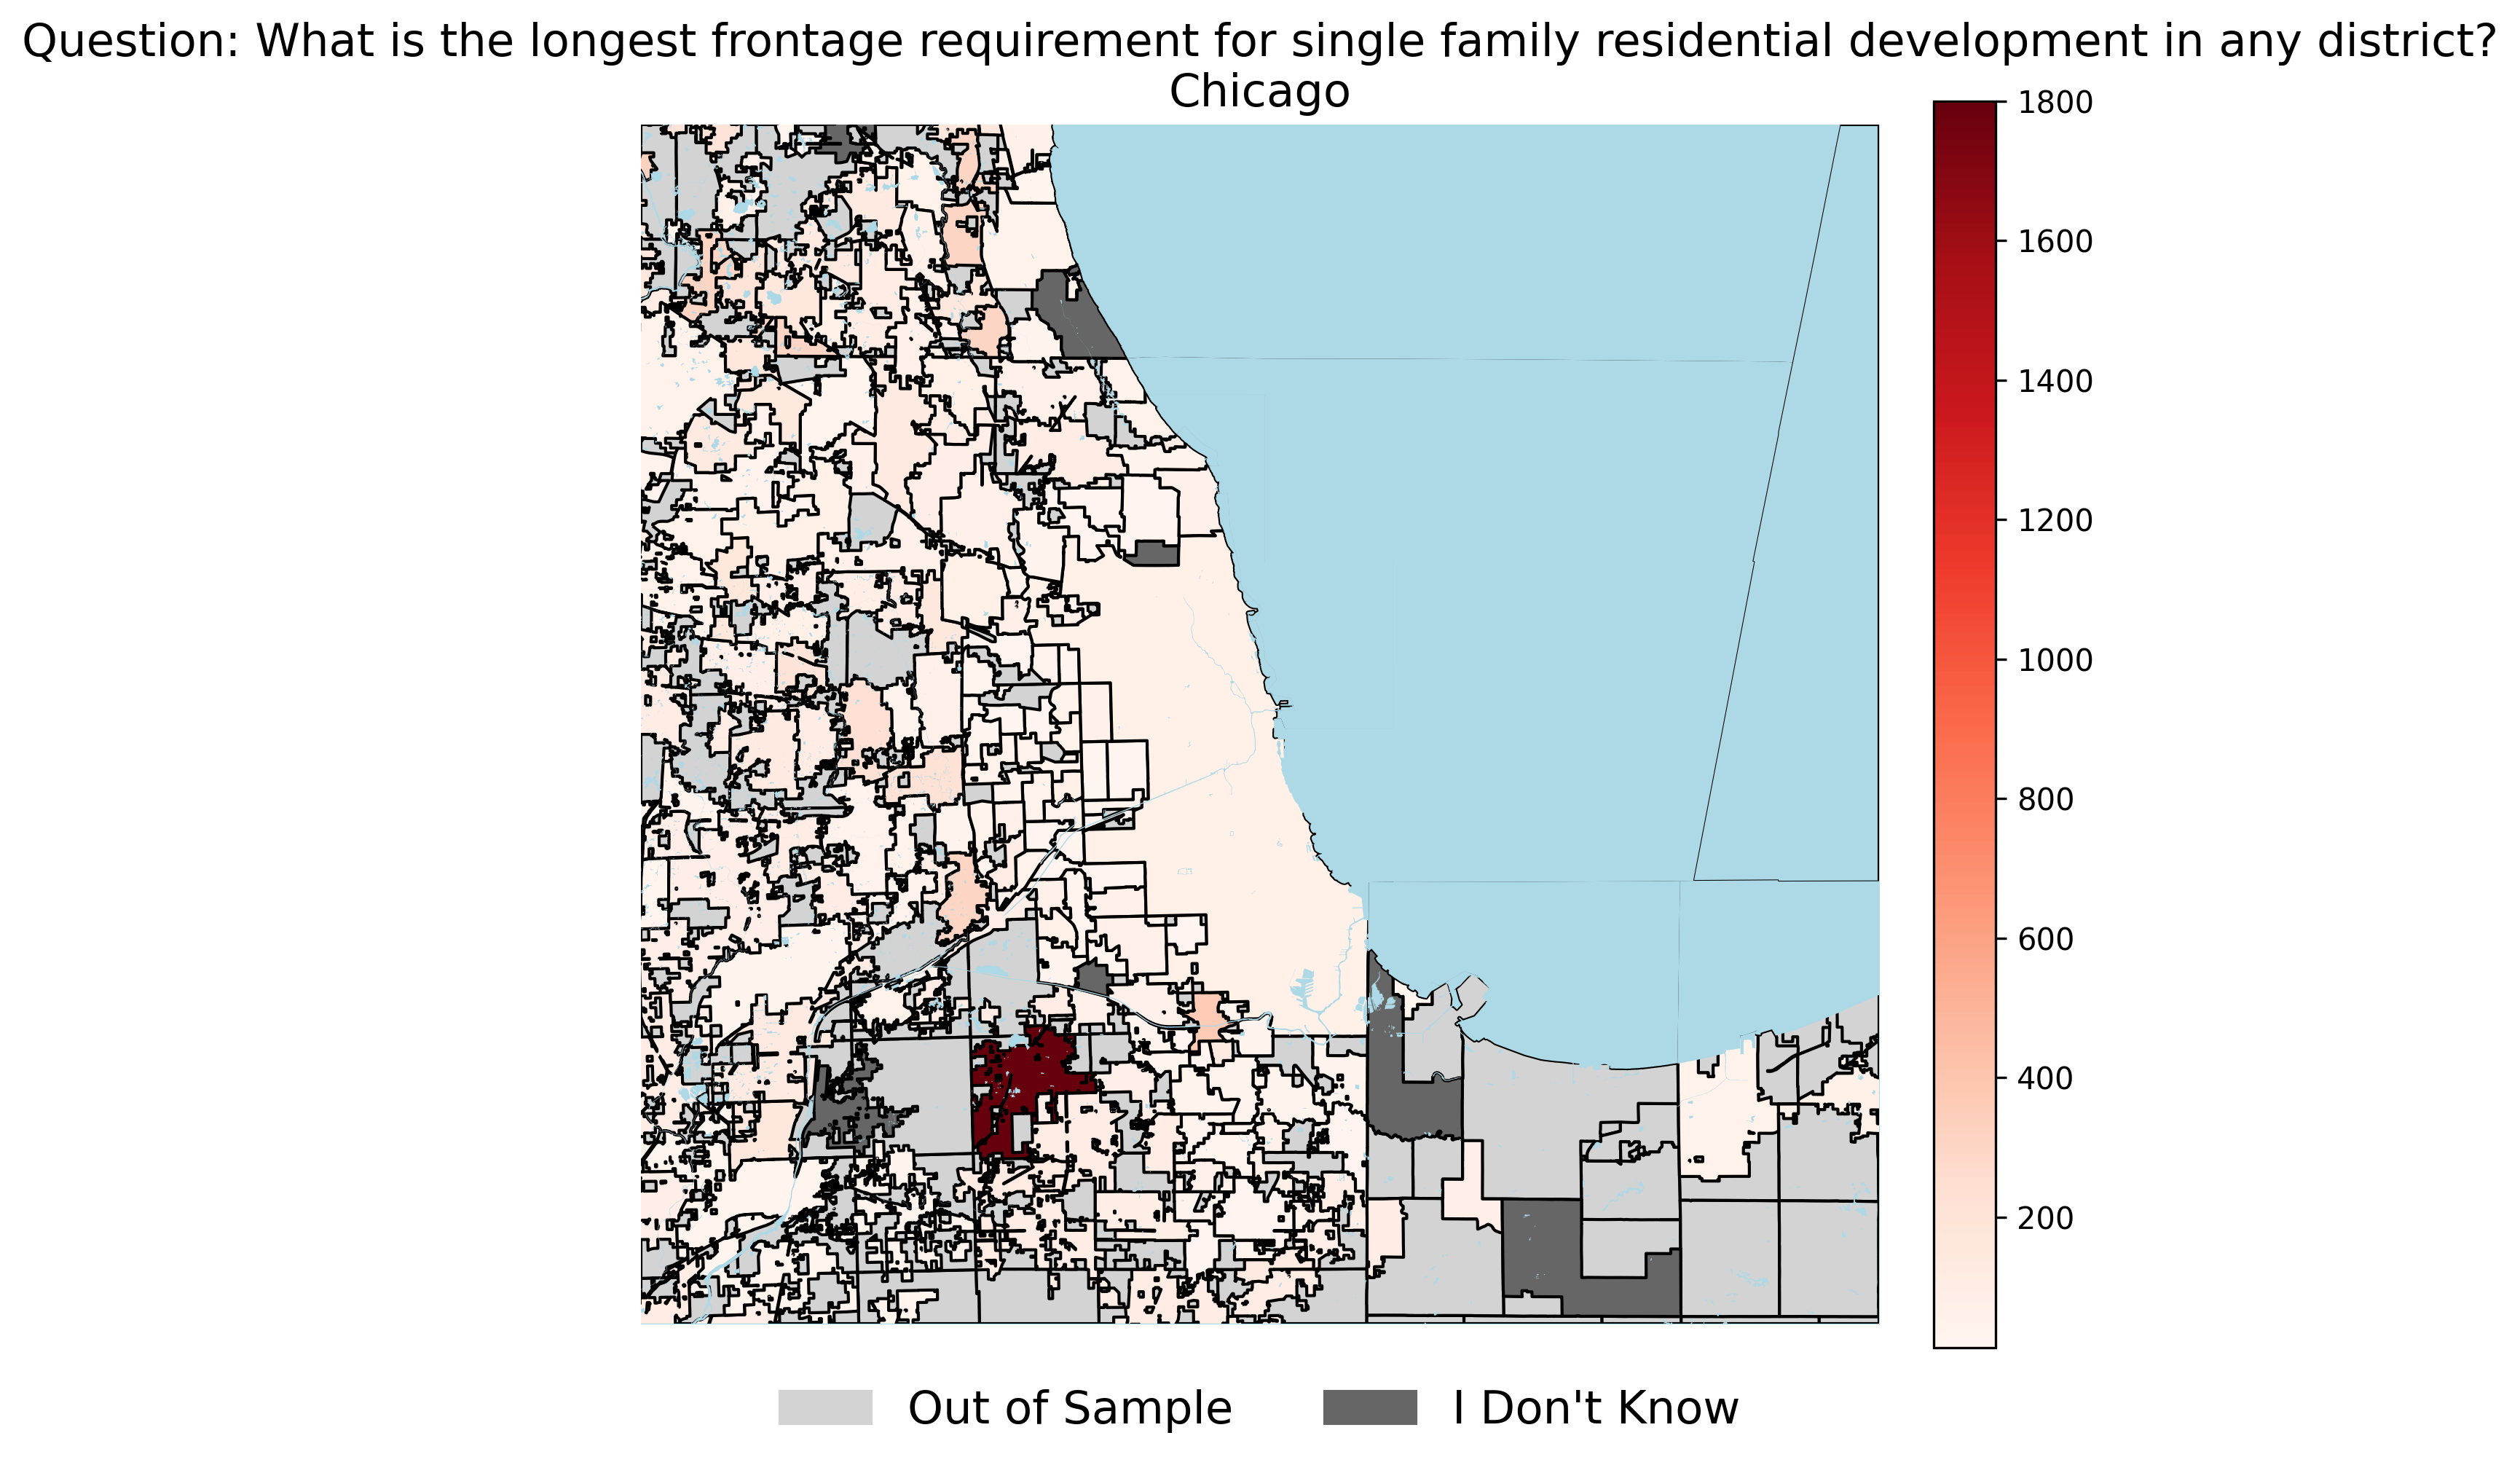 Question: What is the longest frontage requirement for single family residential development in any district?
Chicago
1800
1600
1400
1200
1000
800
600
400
200
Out of Sample
I Don't Know